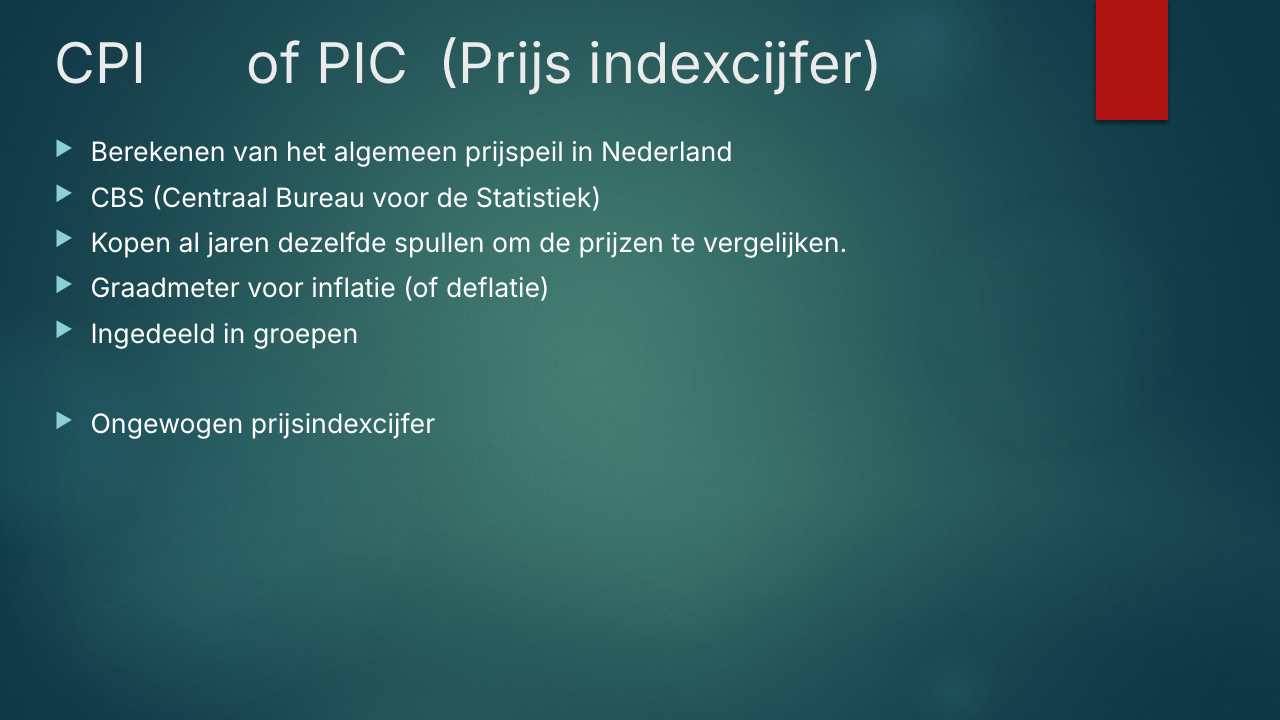 CPI of PIC (Prijs indexcijfer)
Berekenen van het algemeen prijspeil in Nederland
CBS (Centraal Bureau voor de Statistiek)
Kopen al jaren dezelfde spullen om de prijzen te vergelijken.
Graadmeter voor inflatie (of deflatie)
Ingedeeld in groepen
Ongewogen prijsindexcijfer